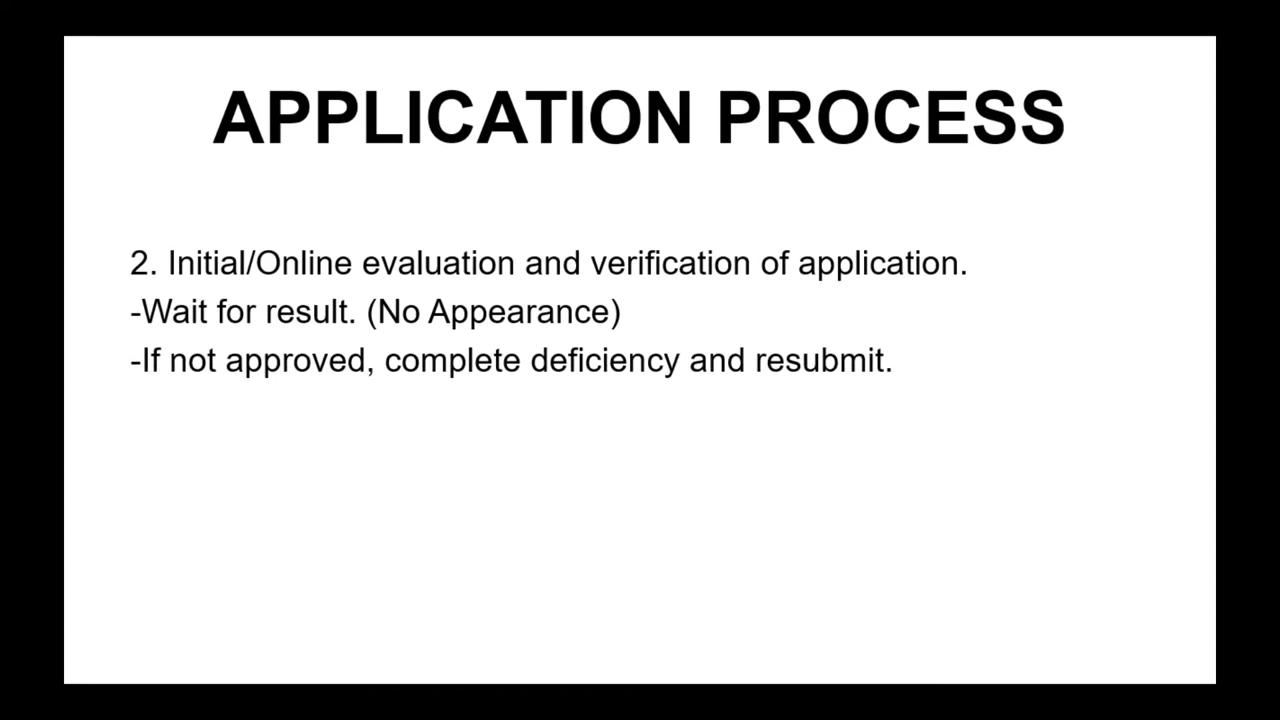 APPLICATION PROCESS
2. Initial/Online evaluation and verification of application.
-Wait for result. (No Appearance)
-If not approved, complete deficiency and resubmit.